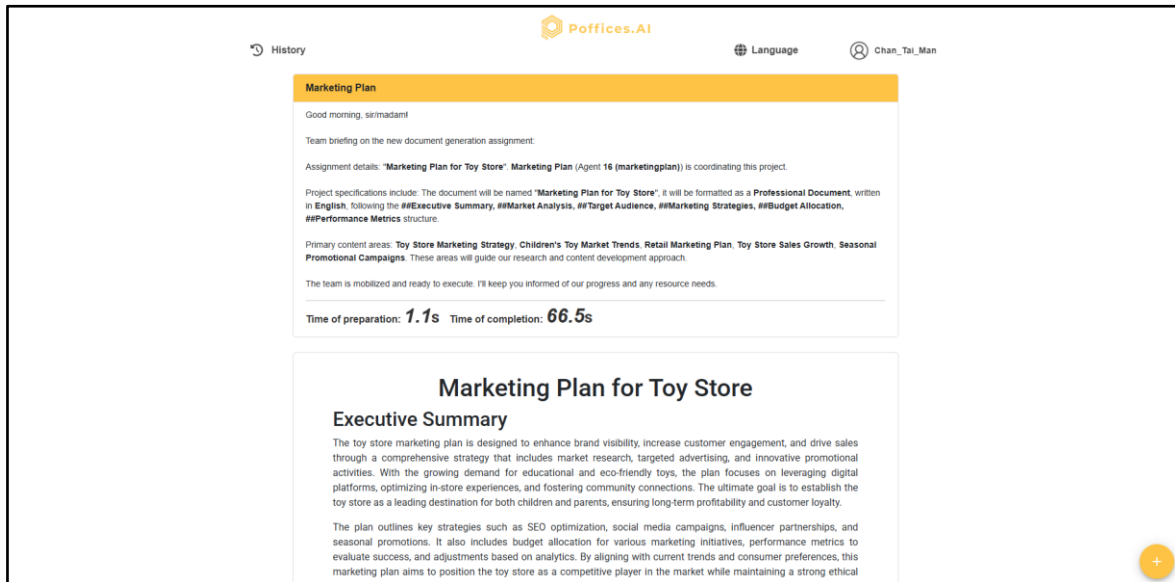 Poffices.AI
History
Language
Chan_Tai_Man
Marketing Plan
Good morning, sir/madam!
Team briefing on the new document generation assignment:
Assignment details: "Marketing Plan for Toy Store". Marketing Plan (Agent 16 (marketingplan)) is coordinating this project.
Project specifications include: The document will be named "Marketing Plan for Toy Store", it will be formatted as a Professional Document, written
in English, following the ##Executive Summary, ##Market Analysis, ##Target Audience, ##Marketing Strategies, ##Budget Allocation,
##Performance Metrics structure.
Primary content areas: Toy Store Marketing Strategy, Children's Toy Market Trends, Retail Marketing Plan, Toy Store Sales Growth, Seasonal
Promotional Campaigns. These areas will guide our research and content development approach.
The team is mobilized and ready to execute. I'll keep you informed of our progress and any resource needs.
Time of preparation: 1.1s Time of completion: 66.5s
Marketing Plan for Toy Store
Executive Summary
The toy store marketing plan is designed to enhance brand visibility, increase customer engagement, and drive sales
through a comprehensive strategy that includes market research, targeted advertising, and innovative promotional
activities. With the growing demand for educational and eco-friendly toys, the plan focuses on leveraging digital
platforms, optimizing in-store experiences, and fostering community connections. The ultimate goal is to establish the
toy store as a leading destination for both children and parents, ensuring long-term profitability and customer loyalty.
The plan outlines key strategies such as SEO optimization, social media campaigns, influencer partnerships, and
seasonal promotions. It also includes budget allocation for various marketing initiatives, performance metrics to
evaluate success, and adjustments based on analytics. By aligning with current trends and consumer preferences, this
marketing plan aims to position the toy store as a competitive player in the market while maintaining a strong ethical